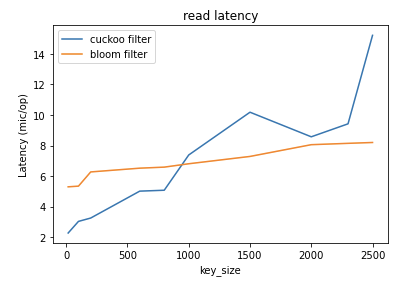 read latency
cuckoo filter
bloom filter
14
12
10
8
6
4
2
Latency (mic/op)
0
500
1000
1500
2000
2500
key_size